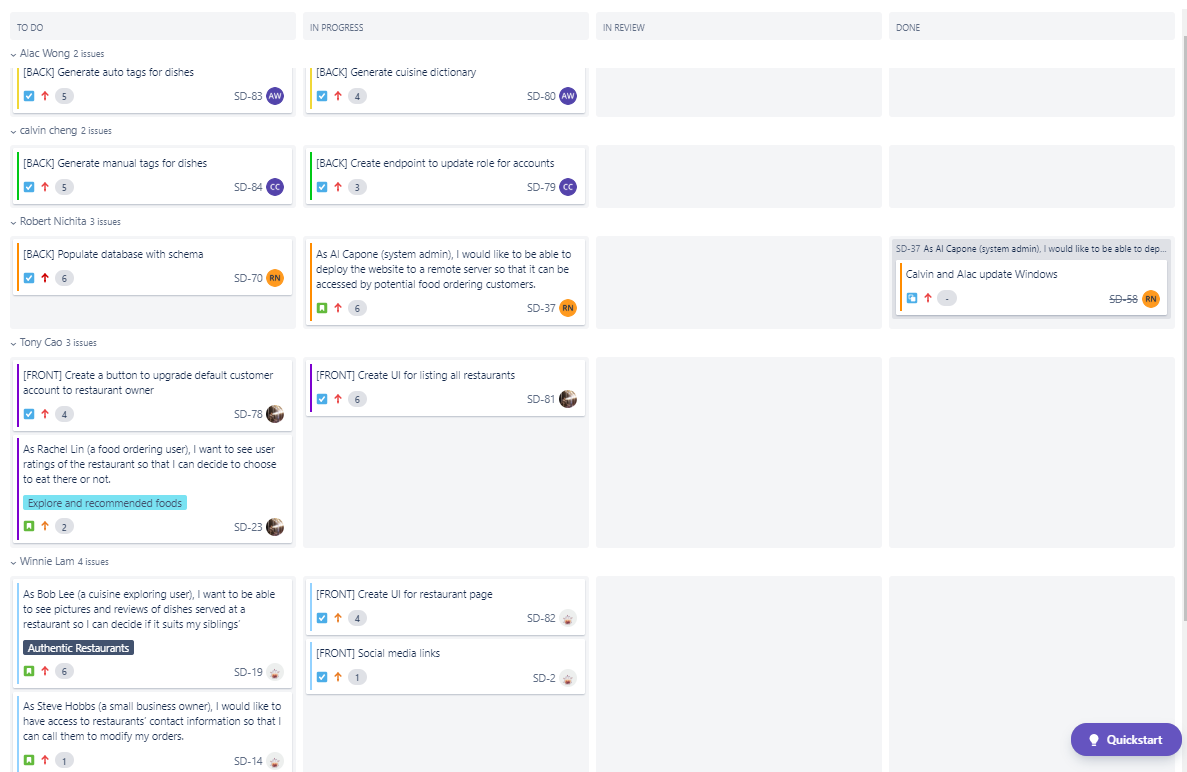 TO DO
IN PROGRESS
IN REVIEW
DONE
Alac Wong 2 issues
[BACK] Generate auto tags for dishes
5
SD-83
AW
[BACK] Generate cuisine dictionary
4
SD-80
AW
calvin cheng 2 issues
[BACK] Generate manual tags for dishes
5
SD-84
CC
[BACK] Create endpoint to update role for accounts
3
SD-79
CC
Robert Nichita 3 issues
[BACK] Populate database with schema
6
SD-70
RN
As Al Capone (system admin), I would like to be able to
deploy the website to a remote server so that it can be
accessed by potential food ordering customers.
6
SD-37
RN
SD-37 As Al Capone (system admin), I would like to be able to dep...
Calvin and Alac update Windows
-
SD-58
RN
Tony Cao 3 issues
[FRONT] Create a button to upgrade default customer
account to restaurant owner
4
SD-78
As Rachel Lin (a food ordering user), I want to see user
ratings of the restaurant so that I can decide to choose
to eat there or not.
Explore and recommended foods
2
SD-23
[FRONT] Create UI for listing all restaurants
6
SD-81
Winnie Lam 4 issues
As Bob Lee (a cuisine exploring user), I want to be able
to see pictures and reviews of dishes served at a
restaurant so I can decide if it suits my siblings'
Authentic Restaurants
6
SD-19
As Steve Hobbs (a small business owner), I would like to
have access to restaurants' contact information so that I
can call them to modify my orders.
1
SD-14
[FRONT] Create UI for restaurant page
4
SD-82
[FRONT] Social media links
1
SD-2
Quickstart